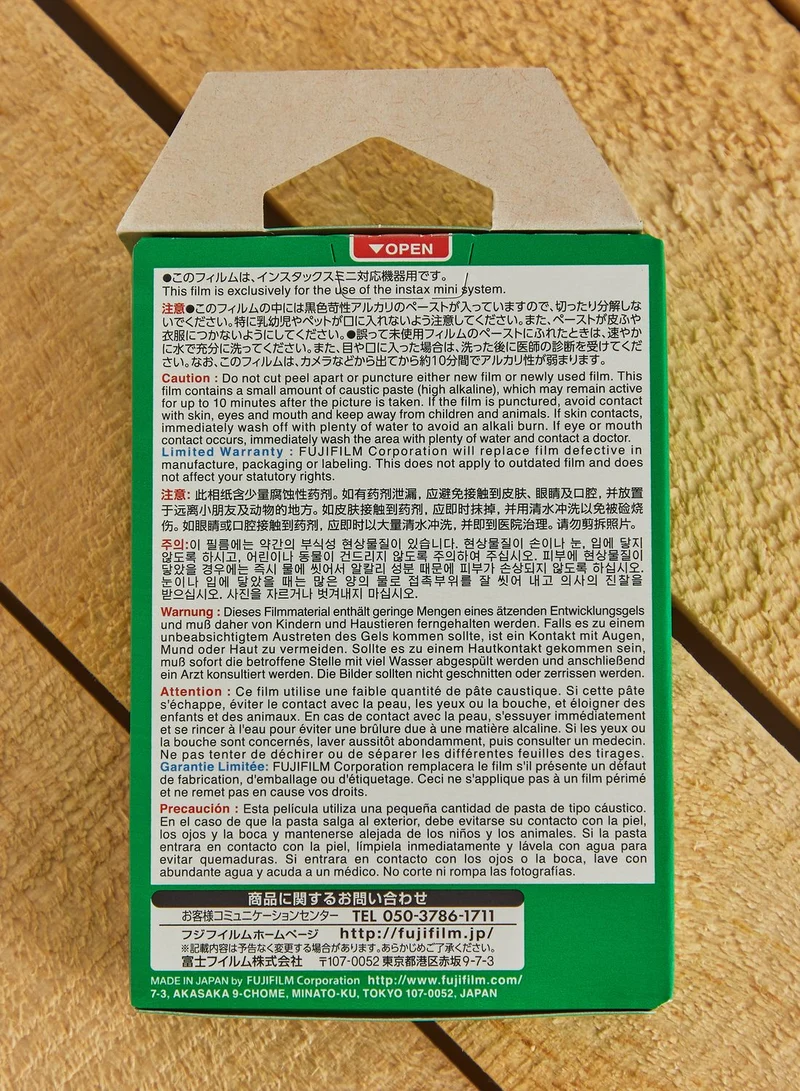 ▼OPEN
●このフィルムは、インスタックスミニ対応機器用です。
This film is exclusively for the use of the instax mini system.
注意●このフィルムの中には黒色苛性アルカリのペーストが入っていますので、切ったり分解しな
いでください。特に乳幼児やペットが口に入れないよう注意してください。また、ペーストが皮ふや
衣服につかないようにしてください。●誤って未使用フィルムのペーストにふれたときは、速やか
に水で充分に洗ってください。また、目や口に入った場合は、洗った後に医師の診断を受けてくだ
さい。なお、このフィルムは、カメラなどから出てから約10分間でアルカリ性が弱まります。
Caution : Do not cut peel apart or puncture either new film or newly used film. This
film contains a small amount of caustic paste (high alkaline), which may remain active
for up to 10 minutes after the picture is taken. If the film is punctured, avoid contact
with skin, eyes and mouth and keep away from children and animals. If skin contacts,
immediately wash off with plenty of water to avoid an alkali burn. If eye or mouth
contact occurs, immediately wash the area with plenty of water and contact a doctor.
Limited Warranty : FUJIFILM Corporation will replace film defective in
manufacture, packaging or labeling. This does not apply to outdated film and does
not affect your statutory rights.
注意: 此相纸含少量腐蚀性药剂。如有药剂泄漏, 应避免接触到皮肤、眼睛及口腔, 并放置
于远离小朋友及动物的地方。如皮肤接触到药剂, 应即时抹掉, 并用清水冲洗以免被硷烧
伤。如眼睛或口腔接触到药剂, 应即时以大量清水冲洗, 并即到医院治理。请勿剪拆照片。
주의:이 필름에는 약간의 부식성 현상물질이 있습니다. 현상물질이 손이나 눈, 입에 닿지
않도록 하시고, 어린이나 동물이 건드리지 않도록 주의하여 주십시오. 피부에 현상물질이
닿았을 경우에는 즉시 물에 씻어서 알칼리 성분 때문에 피부가 손상되지 않도록 하십시오.
눈이나 입에 닿았을 때는 많은 양의 물로 접촉부위를 잘 씻어 내고 의사의 진찰을
받으십시오. 사진을 자르거나 벗겨내지 마십시오.
Warnung : Dieses Filmmaterial enthält geringe Mengen eines ätzenden Entwicklungsgels
und muß daher von Kindern und Haustieren ferngehalten werden. Falls es zu einem
unbeabsichtigtem Austreten des Gels kommen sollte, ist ein Kontakt mit Augen,
Mund oder Haut zu vermeiden. Sollte es zu einem Hautkontakt gekommen sein,
muß sofort die betroffene Stelle mit viel Wasser abgespült werden und anschließend
ein Arzt konsultiert werden. Die Bilder sollten nicht geschnitten oder zerrissen werden.
Attention : Ce film utilise une faible quantité de pâte caustique. Si cette pâte
s'échappe, éviter le contact avec la peau, les yeux ou la bouche, et éloigner des
enfants et des animaux. En cas de contact avec la peau, s'essuyer immédiatement
et se rincer à l'eau pour éviter une brûlure due à une matière alcaline. Si les yeux ou
la bouche sont concernés, laver aussitôt abondamment, puis consulter un medecin.
Ne pas tenter de déchirer ou de séparer les différentes feuilles des tirages.
Garantie Limitée: FUJIFILM Corporation remplacera le film s'il présente un défaut
de fabrication, d'emballage ou d'étiquetage. Ceci ne s'applique pas à un film périmé
et ne remet pas en cause vos droits.
Precaución : Esta película utiliza una pequeña cantidad de pasta de tipo cáustico.
En el caso de que la pasta salga al exterior, debe evitarse su contacto con la piel,
los ojos y la boca y mantenerse alejada de los niños y los animales. Si la pasta
entrara en contacto con la piel, límpiela inmediatamente y lávela con agua para
evitar quemaduras. Si entrara en contacto con los ojos o la boca, lave con
abundante agua y acuda a un médico. No corte ni rompa las fotografías.
商品に関するお問い合わせ
お客様コミュニケーションセンター TEL 050-3786-1711
フジフイルムホームページ http://fujifilm.jp/
※記載内容は予告なく変更する場合があります。あらかじめご了承ください。
富士フイルム株式会社 〒107-0052 東京都港区赤坂9-7-3
MADE IN JAPAN by FUJIFILM Corporation http://www.fujifilm.com/
7-3, AKASAKA 9-CHOME, MINATO-KU, TOKYO 107-0052, JAPAN